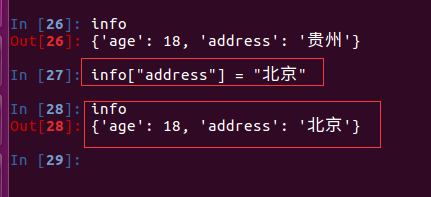 In [26]: info
Out[26]: {'age': 18, 'address': '贵州'}
In [27]: info["address"] = "北京"
In [28]: info
Out[28]: {'age': 18, 'address': '北京'}
In [29]: